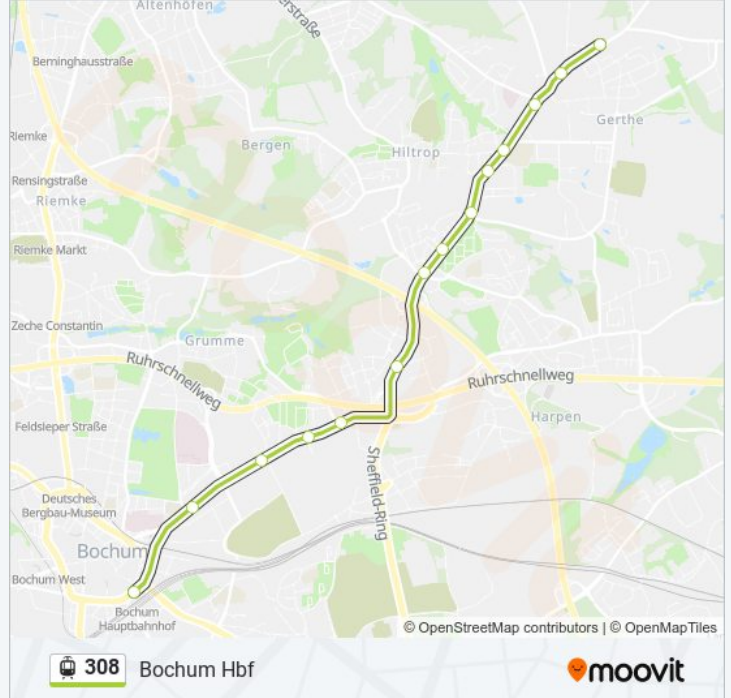 Altenhöfen
Berninghausstraße
Gerthe
Riemke
Bergen
Hiltrop
Rensingstraße
Riemke
Riemke Markt
Zeche Constantin
Grumme
Ruhrschnellweg
Ruhrschnellweg
Harpen
Feldsieper Straße
Sheffield-Ring
Deutsches
Bergbau-Museum
Bochum
Bochum West
Bochum
Hauptbahnhof
© OpenStreetMap contributors | © OpenMapTiles
308 Bochum Hbf
moovit